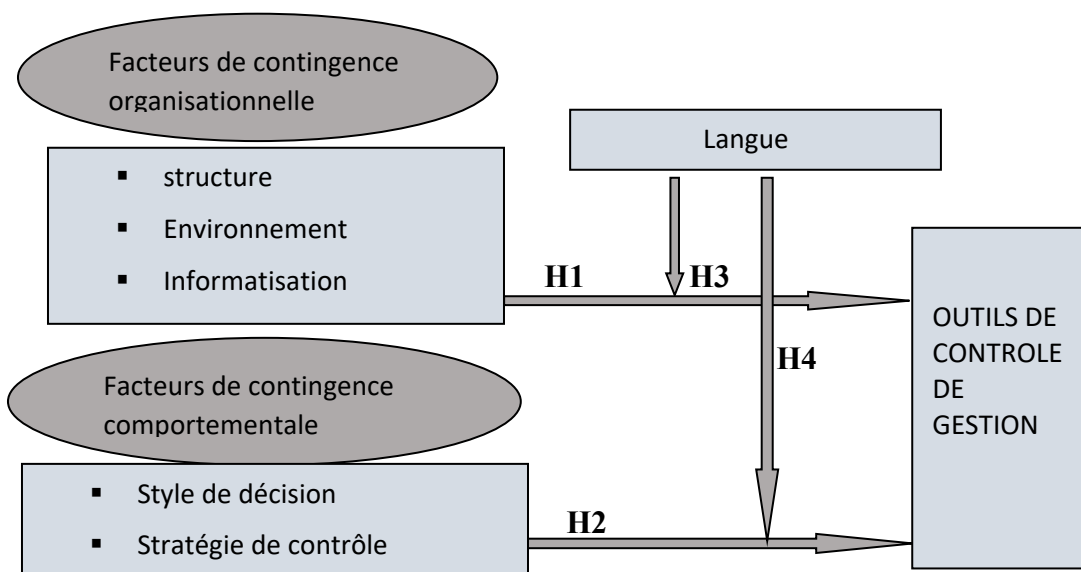 Facteurs de contingence
organisationnelle
▪ structure
▪ Environnement
▪ Informatisation
Langue
H1
H3
H4
Facteurs de contingence
comportementale
▪ Style de décision
▪ Stratégie de contrôle
H2
OUTILS DE
CONTROLE
DE
GESTION